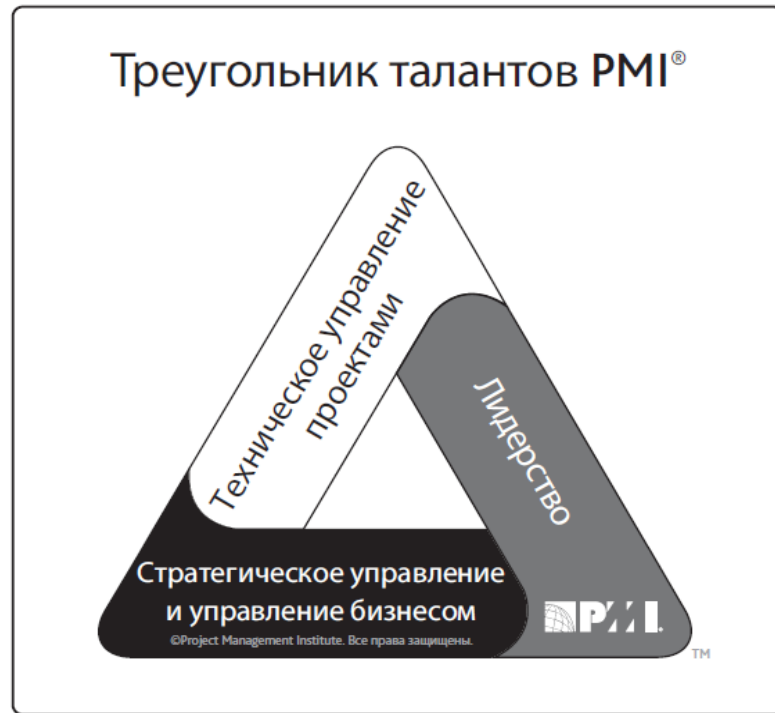 Треугольник талантов PMI®
Техническое управление
проектами
Лидерство
Стратегическое управление
и управление бизнесом
©Project Management Institute. Все права защищены.
PMI.
TM